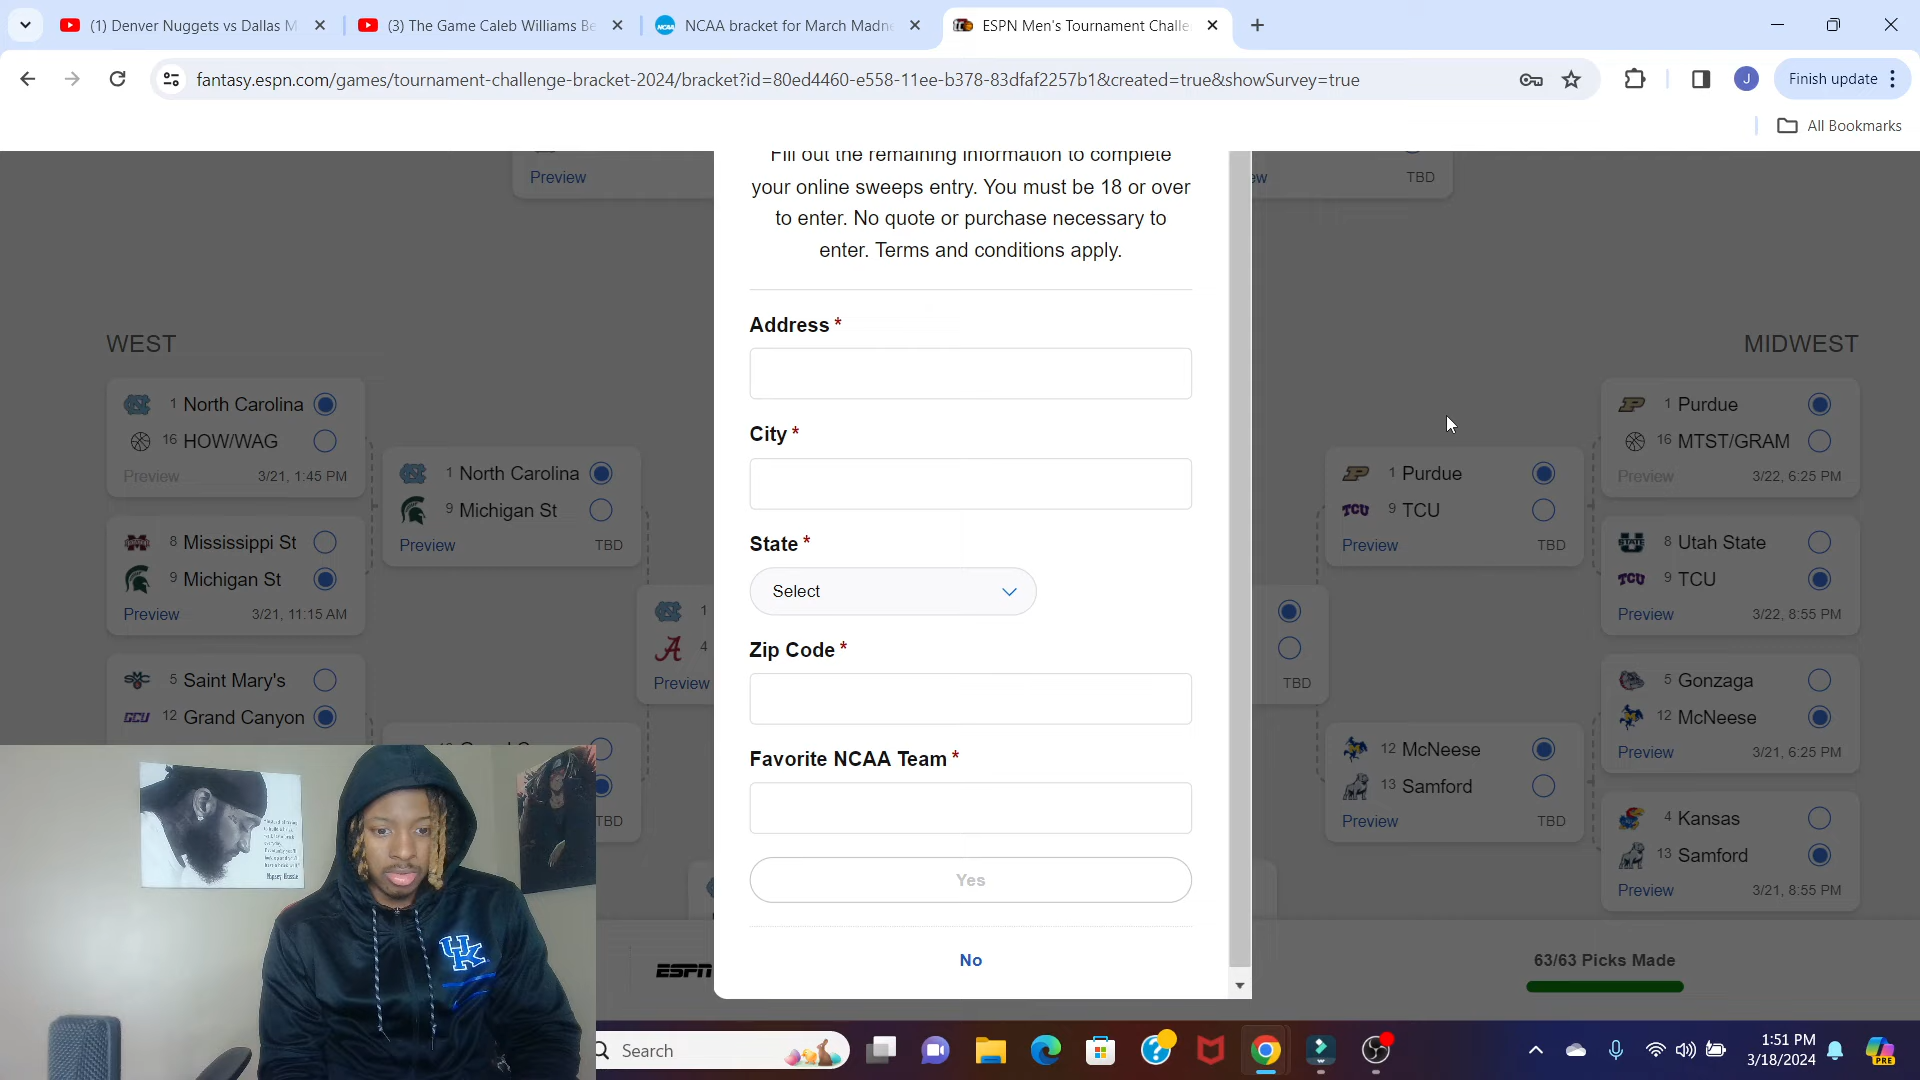 (1) Denver Nuggets vs Dallas M
(3) The Game Caleb Williams Be
NCAA bracket for March Madne
ESPN Men's Tournament Challe
fantasy.espn.com/games/tournament-challenge-bracket-2024/bracket?id=80ed4460-e558-11ee-b378-83dfaf2257b1&created=true&showSurvey=true
J
Finish update
All Bookmarks
Preview
Fill out the remaining information to complete
your online sweeps entry. You must be 18 or over
to enter. No quote or purchase necessary to
enter. Terms and conditions apply.
ew
TBD
WEST
1 North Carolina
16 HOW/WAG
Preview 3/21, 1:45 PM
8 Mississippi St
9 Michigan St
Preview 3/21, 11:15 AM
5 Saint Mary's
12 Grand Canyon
1 North Carolina
9 Michigan St
Preview TBD
TBD
1
4
Preview
Address *
City *
State *
Select
Zip Code *
Favorite NCAA Team *
Yes
No
TBD
1 Purdue
9 TCU
Preview TBD
12 McNeese
13 Samford
Preview TBD
MIDWEST
1 Purdue
16 MTST/GRAM
Preview 3/22, 6:25 PM
8 Utah State
9 TCU
Preview 3/22, 8:55 PM
5 Gonzaga
12 McNeese
Preview 3/21, 6:25 PM
4 Kansas
13 Samford
Preview 3/21, 8:55 PM
ESPN
63/63 Picks Made
UK
Search
1:51 PM
3/18/2024
PRE